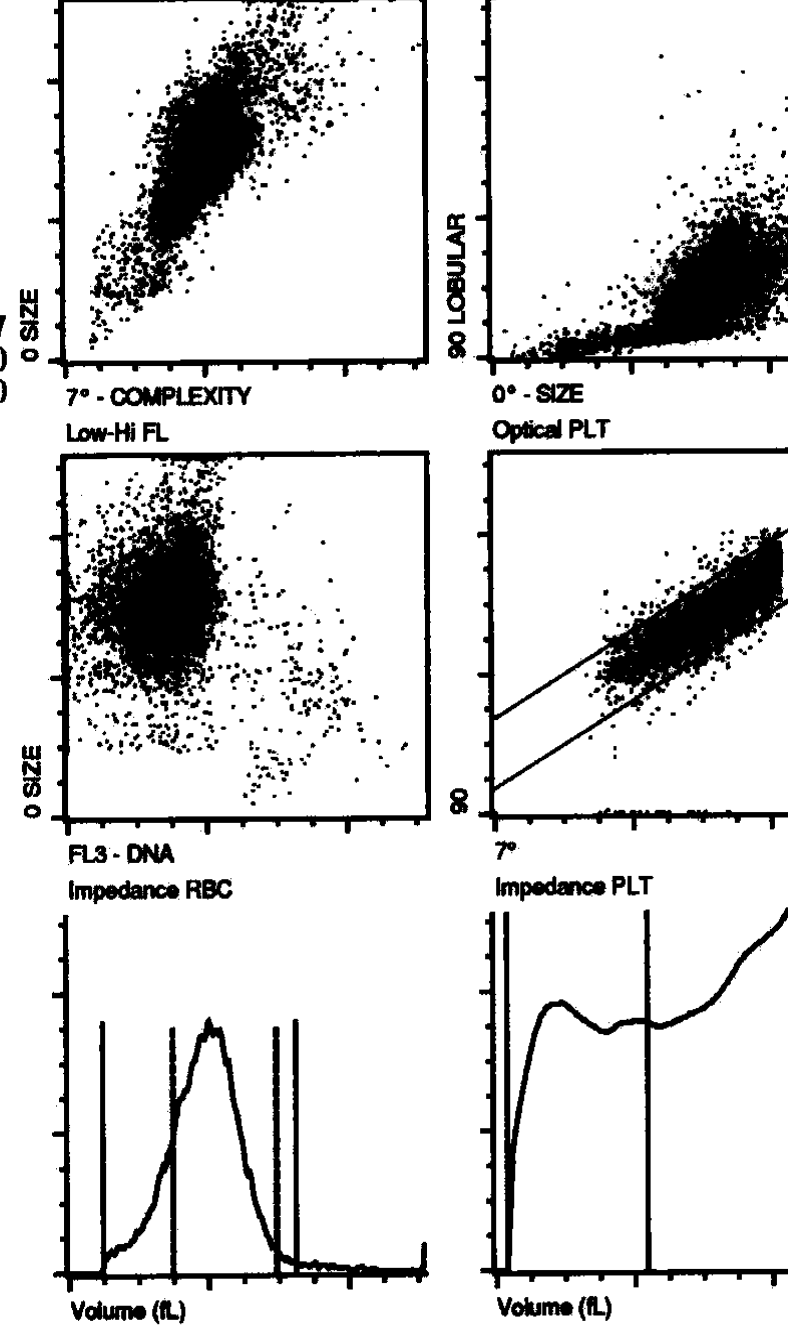 0 SIZE
90 LOBULAR
7° - COMPLEXITY
0° - SIZE
Low-Hi FL
Optical PLT
0 SIZE
90
FL3 - DNA
7°
Impedance RBC
Impedance PLT
Volume (fL)
Volume (fL)